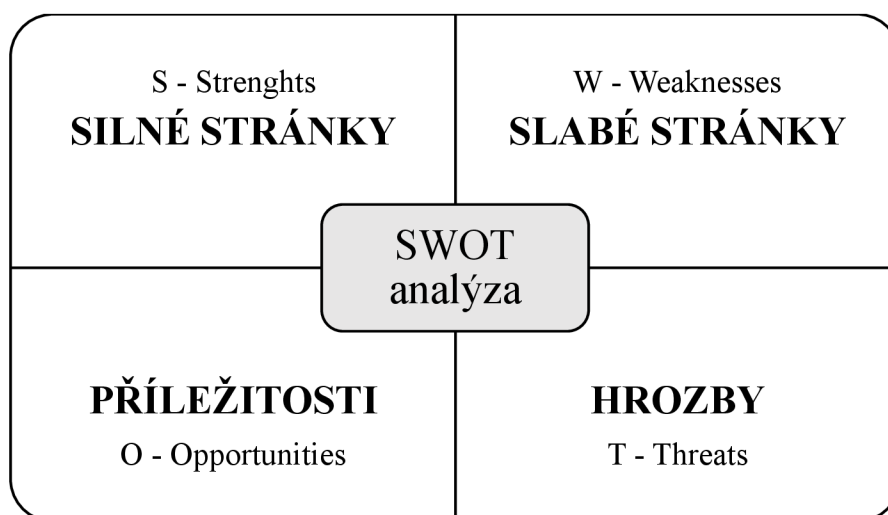 S - Strenghts
SILNÉ STRÁNKY
W - Weaknesses
SLABÉ STRÁNKY
SWOT
analýza
PŘÍLEŽITOSTI
O - Opportunities
HROZBY
T - Threats